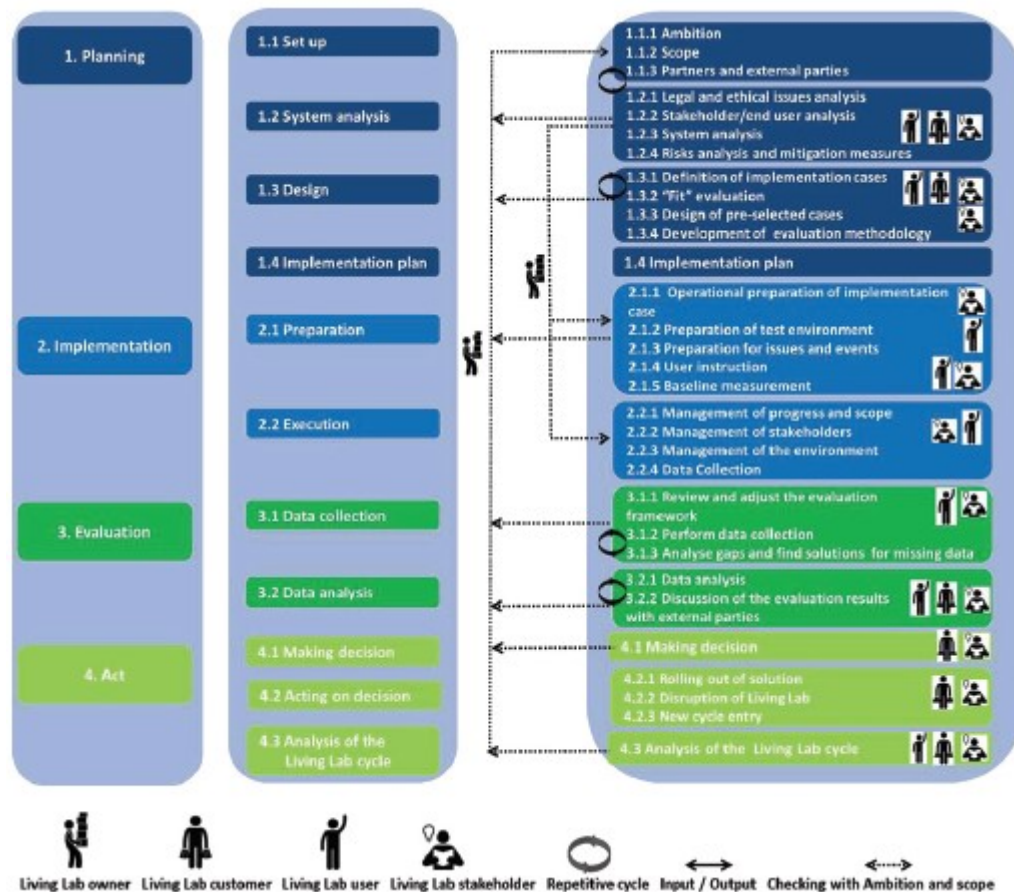 1. Planning
2. Implementation
3. Evaluation
4. Act
1.1 Set up
1.2 System analysis
1.3 Design
1.4 Implementation plan
2.1 Preparation
2.2 Execution
3.1 Data collection
3.2 Data analysis
4.1 Making decision
4.2 Acting on decision
4.3 Analysis of the
Living Lab cycle
1.1.1 Ambition
1.1.2 Scope
1.1.3 Partners and external parties
1.2.1 Legal and ethical issues analysis
1.2.2 Stakeholder/end user analysis
1.2.3 System analysis
1.2.4 Risks analysis and mitigation measures
1.3.1 Definition of implementation cases
1.3.2 "Fit" evaluation
1.3.3 Design of pre-selected cases
1.3.4 Development of evaluation methodology
1.4 Implementation plan
2.1.1 Operational preparation of implementation
case
2.1.2 Preparation of test environment
2.1.3 Preparation for issues and events
2.1.4 User instruction
2.1.5 Baseline measurement
2.2.1 Management of progress and scope
2.2.2 Management of stakeholders
2.2.3 Management of the environment
2.2.4 Data Collection
3.1.1 Review and adjust the evaluation
framework
3.1.2 Perform data collection
3.1.3 Analyse gaps and find solutions for missing data
3.2.1 Data analysis
3.2.2 Discussion of the evaluation results
with external parties
4.1 Making decision
4.2.1 Rolling out of solution
4.2.2 Disruption of Living Lab
4.2.3 New cycle entry
4.3 Analysis of the Living Lab cycle
Living Lab owner
Living Lab customer
Living Lab user
Living Lab stakeholder
Repetitive cycle
Input / Output
Checking with Ambition and scope